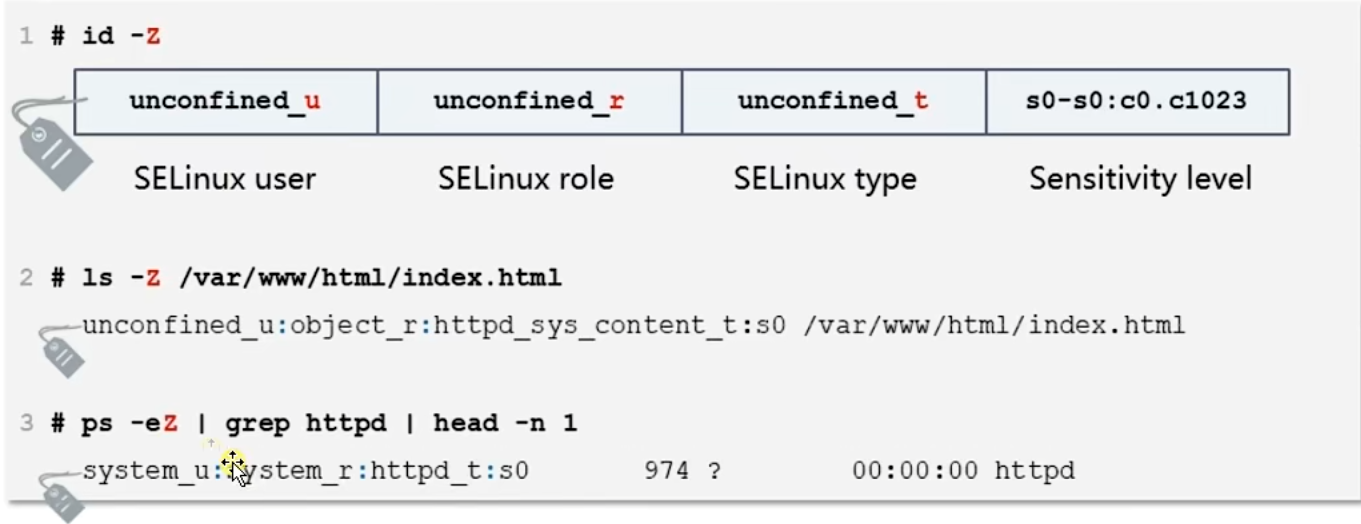 1 # id -Z
unconfined_u unconfined_r unconfined_t s0-s0:c0.c1023
SELinux user SELinux role SELinux type Sensitivity level
2 # ls -Z /var/www/html/index.html
unconfined_u:object_r:httpd_sys_content_t:s0 /var/www/html/index.html
3 # ps -eZ | grep httpd | head -n 1
system_u:system_r:httpd_t:s0 974 ? 00:00:00 httpd